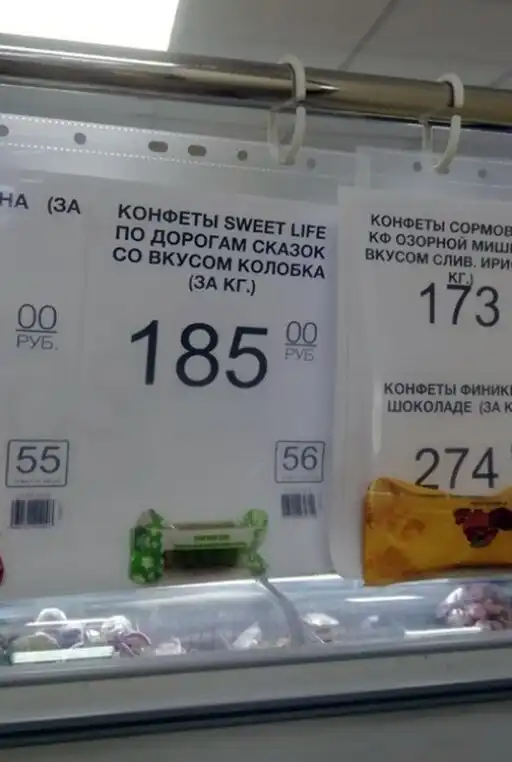 НА (ЗА
00
РУБ.
55
КОНФЕТЫ SWEET LIFE
ПО ДОРОГАМ СКАЗОК
СО ВКУСОМ КОЛОБКА
(ЗА КГ.)
185 00
РУБ
56
КОНФЕТЫ СОРМОВ
КФ ОЗОРНОЙ МИШ
ВКУСОМ СЛИВ. ИРИС
КГ.)
173
КОНФЕТЫ ФИНИК
ШОКОЛАДЕ (ЗА К
274